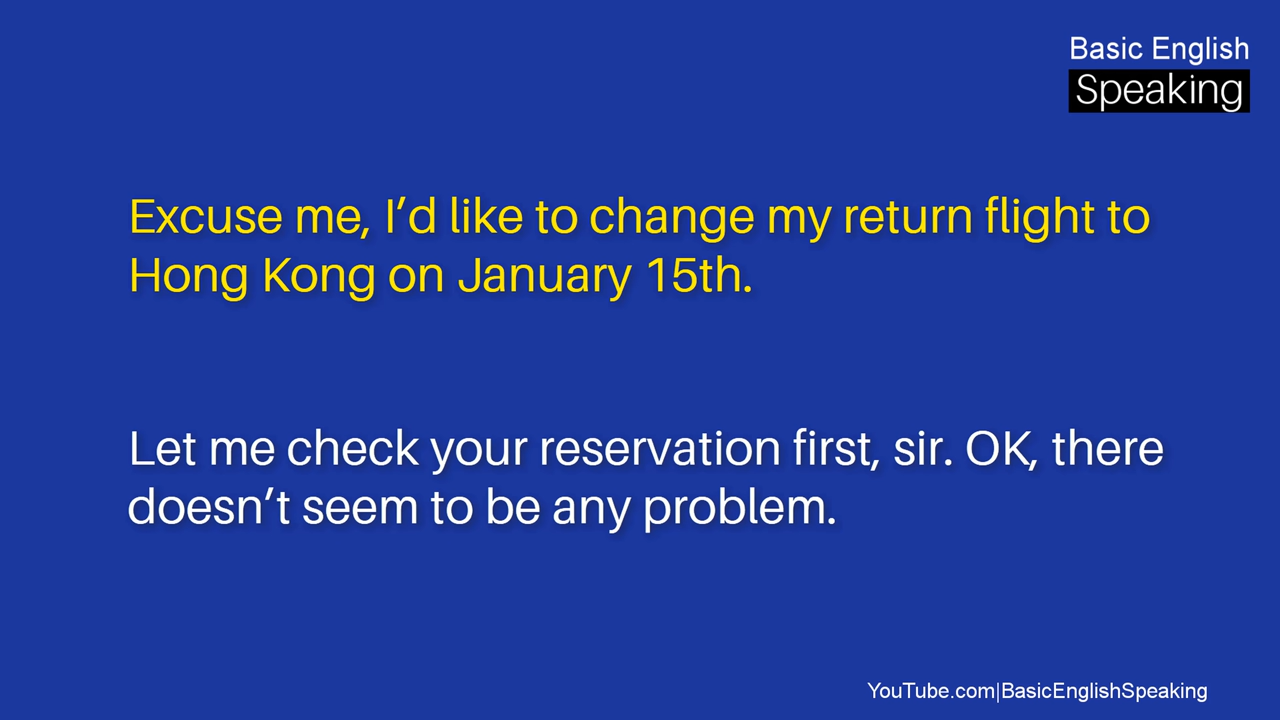 Basic English
Speaking
Excuse me, I’d like to change my return flight to
Hong Kong on January 15th.
Let me check your reservation first, sir. OK, there
doesn’t seem to be any problem.
YouTube.com|BasicEnglishSpeaking